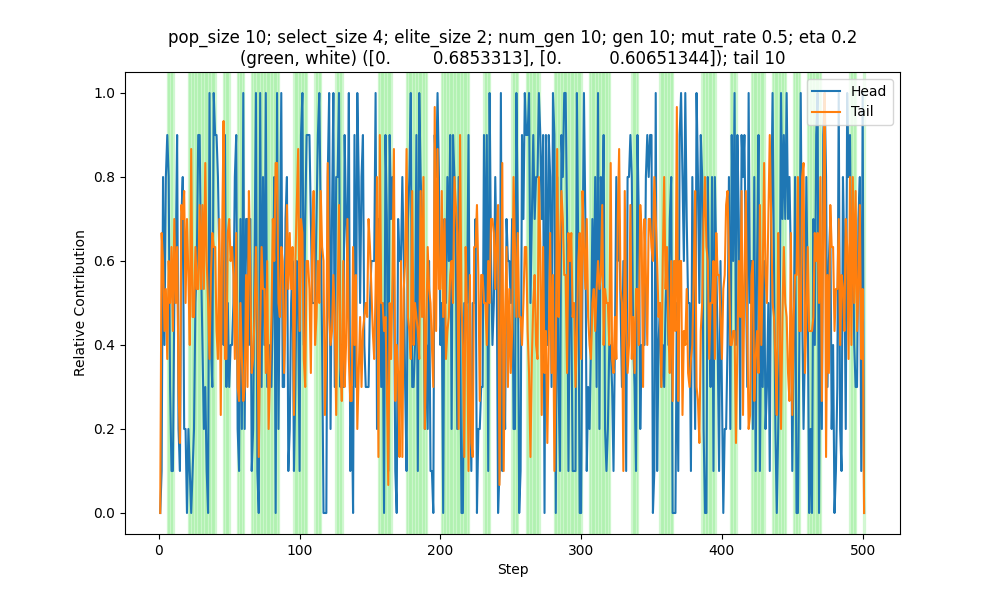 pop_size 10; select_size 4; elite_size 2; num_gen 10; gen 10; mut_rate 0.5; eta 0.2
(green, white) ([0. 0.6853313], [0. 0.60651344]); tail 10
Head
Tail
Relative Contribution
1.0
0.8
0.6
0.4
0.2
0.0
0 100 200 300 400 500
Step